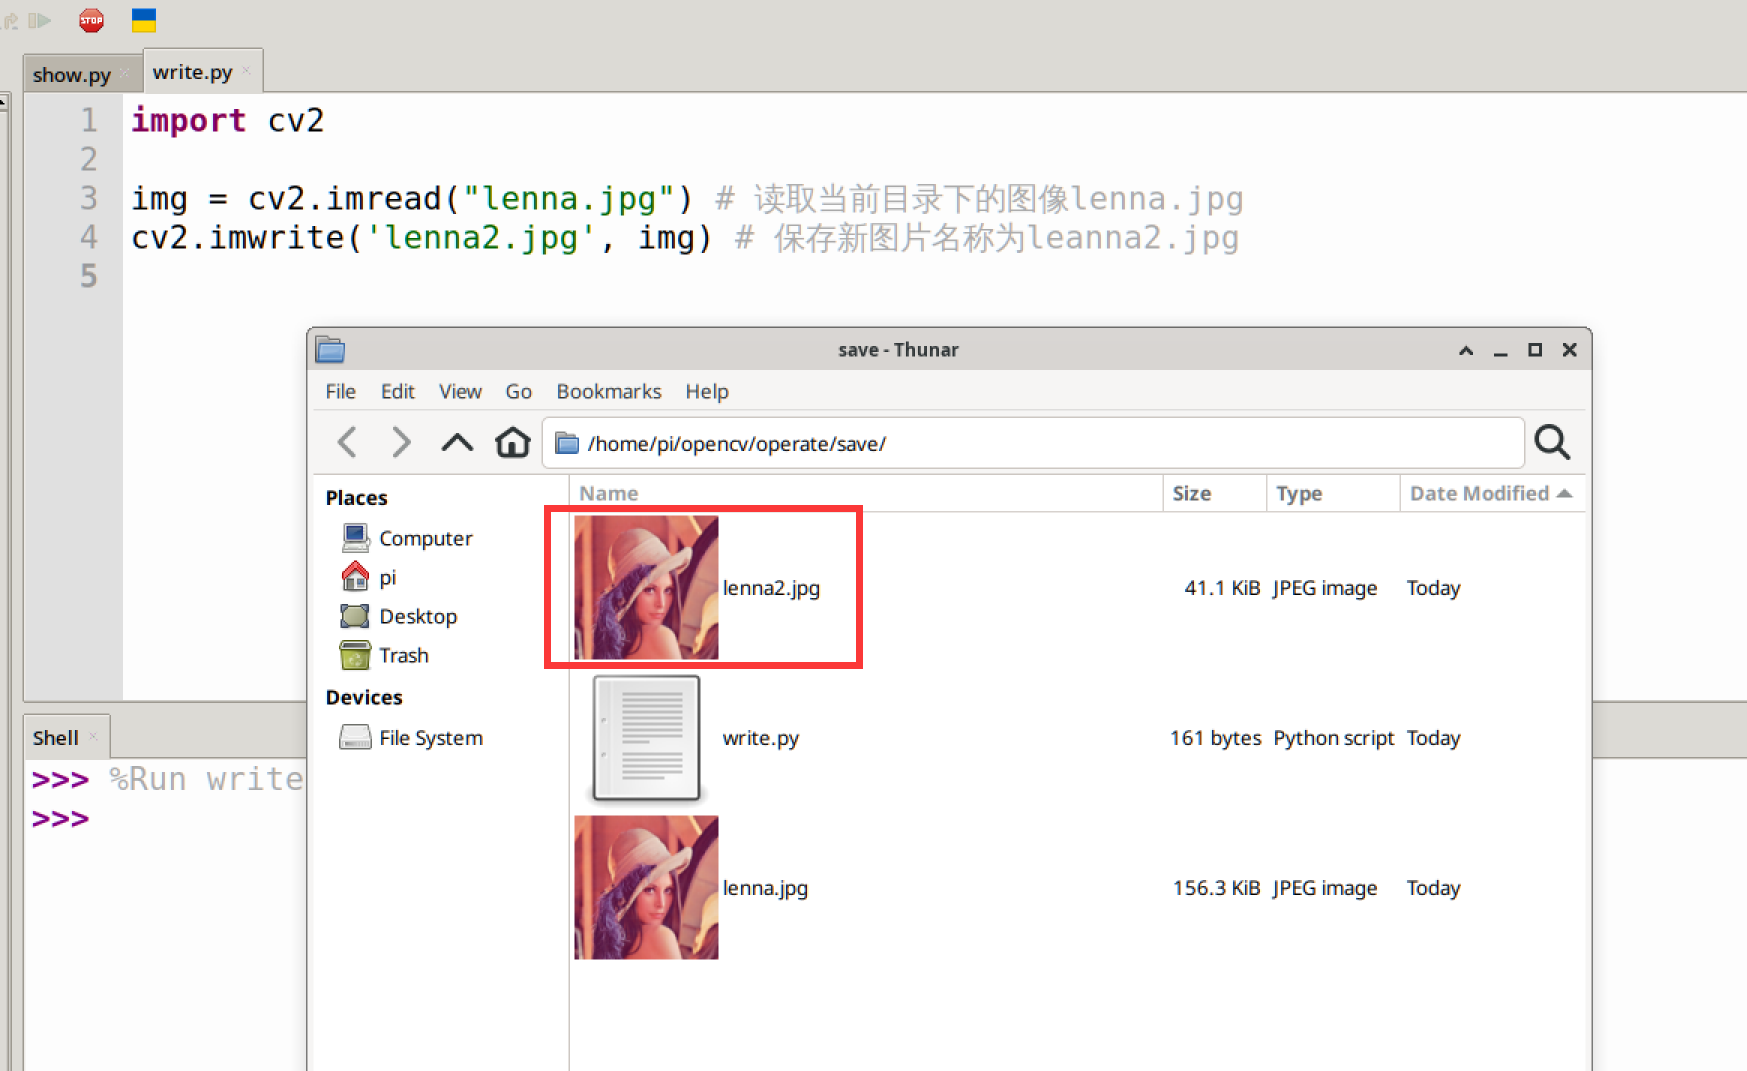 STOP
show.py
write.py
1 import cv2
2
3 img = cv2.imread("lenna.jpg") # 读取当前目录下的图像lenna.jpg
4 cv2.imwrite('lenna2.jpg', img) # 保存新图片名称为leanna2.jpg
5
save - Thunar
File Edit View Go Bookmarks Help
/home/pi/opencv/operate/save/
Places
Computer
pi
Desktop
Trash
Devices
File System
Name Size Type Date Modified
lenna2.jpg 41.1 KiB JPEG image Today
write.py 161 bytes Python script Today
lenna.jpg 156.3 KiB JPEG image Today
Shell
>>> %Run write
>>>